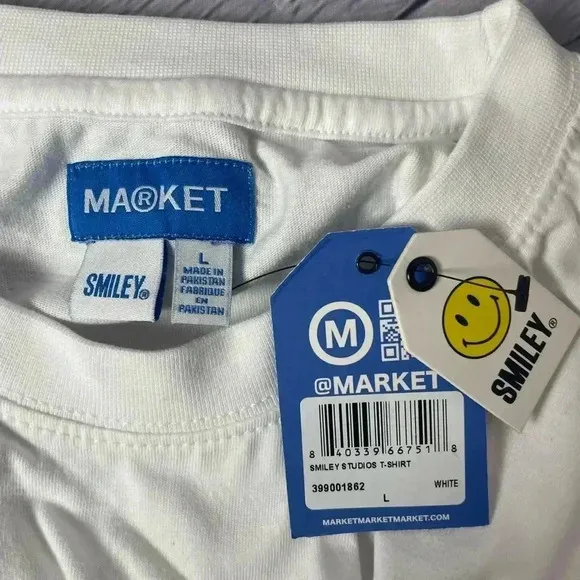 MA®KET
SMILEY®
L
MADE IN
PAKISTAN
FABRIQUE
EN
PAKISTAN
M
@MARKET
SMILEY®
8 40339 66751 8
SMILEY STUDIOS T-SHIRT
399001862
L WHITE
MARKETMARKETMARKET.COM